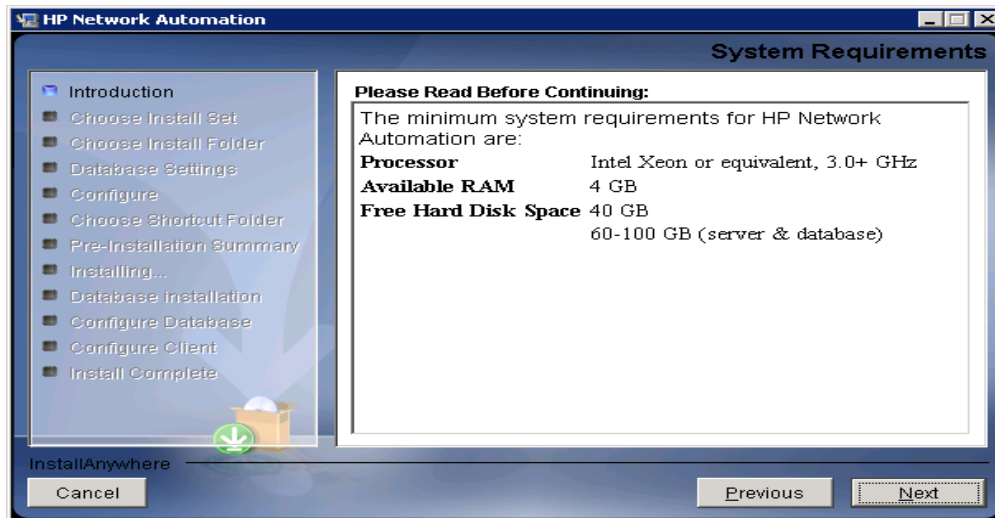 HP Network Automation
System Requirements
Introduction
Choose Install Set
Choose Install Folder
Database Settings
Configure
Choose Shortcut Folder
Pre-Installation Summary
Installing...
Database installation
Configure Database
Configure Client
Install Complete
Please Read Before Continuing:
The minimum system requirements for HP Network
Automation are:
Processor Intel Xeon or equivalent, 3.0+ GHz
Available RAM 4 GB
Free Hard Disk Space 40 GB
60-100 GB (server & database)
InstallAnywhere
Cancel
Previous
Next